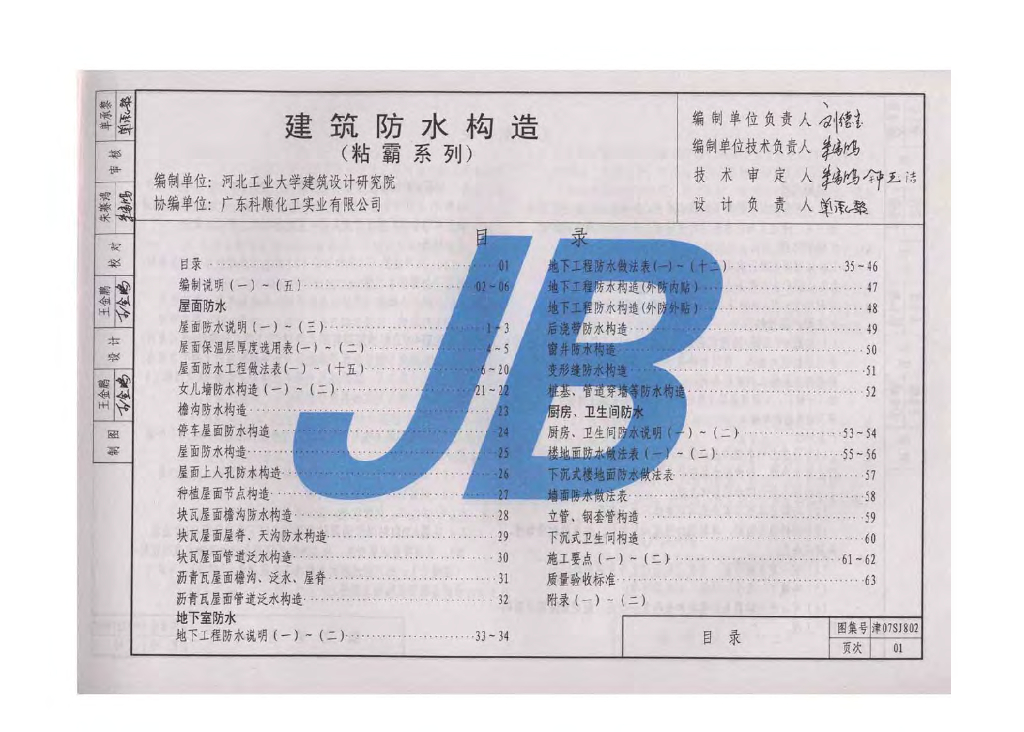 建筑防水构造
（粘霸系列）
编制单位：河北工业大学建筑设计研究院
协编单位：广东科顺化工实业有限公司
编制单位负责人
编制单位技术负责人
技术审定人
设计负责人
单承黎
审核
朱赛鸿
校对
王金鹏
设计
王金鹏
制图
目录
目录 01
编制说明（一）~（五） 02~06
屋面防水
屋面防水说明（一）~（三） 1~3
屋面保温层厚度选用表(一)~(二) 4~5
屋面防水工程做法表(一)~(十五) 6~20
女儿墙防水构造（一）~（二） 21~22
檐沟防水构造 23
停车屋面防水构造 24
屋面防水构造 25
屋面上人孔防水构造 26
种植屋面节点构造 27
块瓦屋面檐沟防水构造 28
块瓦屋面屋脊、天沟防水构造 29
块瓦屋面管道泛水构造 30
沥青瓦屋面檐沟、泛水、屋脊 31
沥青瓦屋面管道泛水构造 32
地下室防水
地下工程防水说明（一）~（二） 33~34
地下工程防水做法表(一)~(十二) 35~46
地下工程防水构造(外防内贴) 47
地下工程防水构造(外防外贴) 48
后浇带防水构造 49
窗井防水构造 50
变形缝防水构造 51
桩基、管道穿墙等防水构造 52
厨房、卫生间防水
厨房、卫生间防水说明（一）~（二） 53~54
楼地面防水做法表（一）~（二） 55~56
下沉式楼地面防水做法表 57
墙面防水做法表 58
立管、钢套管构造 59
下沉式卫生间构造 60
施工要点（一）~（二） 61~62
质量验收标准 63
附录（一）~（二）
目录
图集号 津07SJ802
页次 01
JB